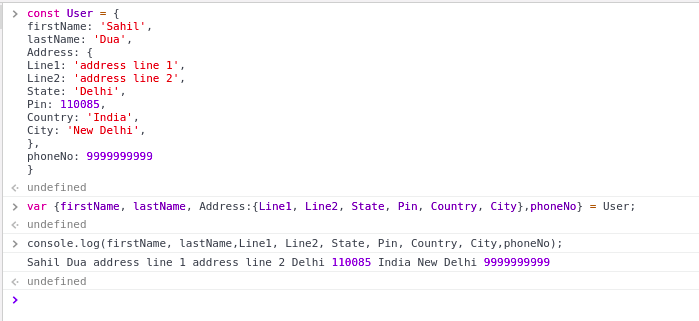 const User = {
firstName: 'Sahil',
lastName: 'Dua',
Address: {
Line1: 'address line 1',
Line2: 'address line 2',
State: 'Delhi',
Pin: 110085,
Country: 'India',
City: 'New Delhi',
},
phoneNo: 9999999999
}
undefined
var {firstName, lastName, Address:{Line1, Line2, State, Pin, Country, City},phoneNo} = User;
undefined
console.log(firstName, lastName,Line1, Line2, State, Pin, Country, City,phoneNo);
Sahil Dua address line 1 address line 2 Delhi 110085 India New Delhi 9999999999
undefined